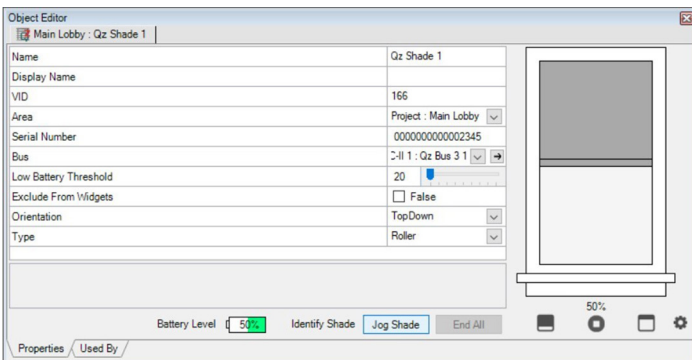 Object Editor
Main Lobby : Qz Shade 1
Name Qz Shade 1
Display Name
VID 166
Area Project : Main Lobby
Serial Number 0000000000002345
Bus C-II 1 : Qz Bus 3 1
Low Battery Threshold 20
Exclude From Widgets False
Orientation TopDown
Type Roller
50%
Battery Level 50% Identify Shade Jog Shade End All
Properties Used By